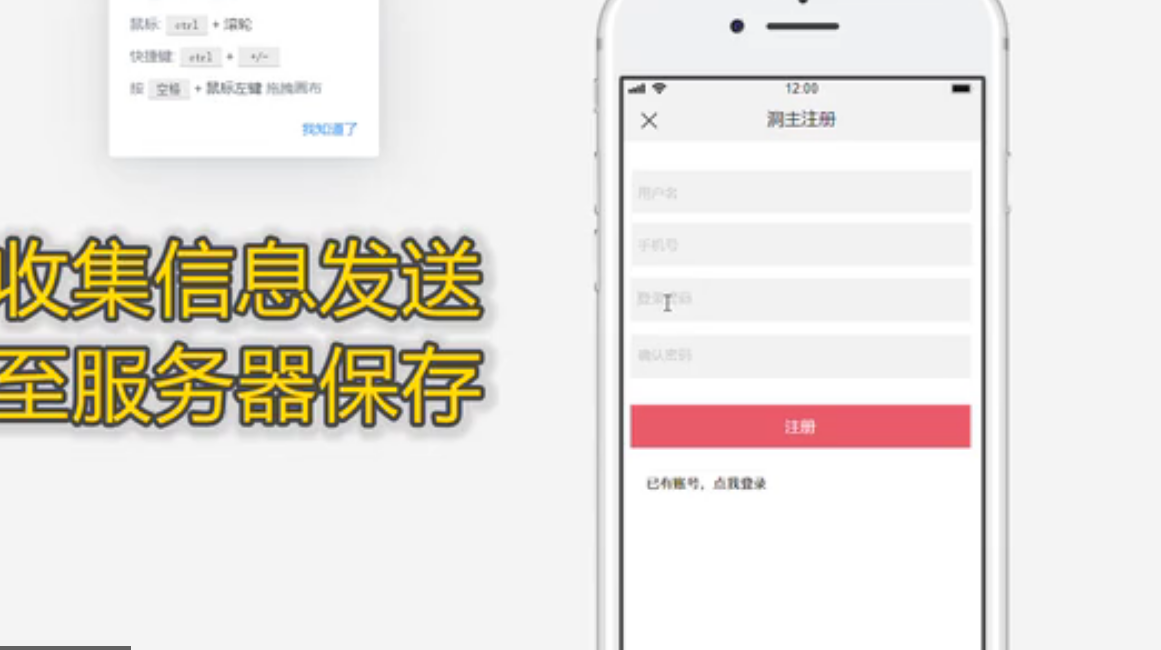 鼠标: ctrl + 滚轮
快捷键: ctrl + +/-
按 空格 + 鼠标左键 拖拽画布
我知道了
收集信息发送
至服务器保存
12:00
洞主注册
用户名
手机号
登录密码
确认密码
注册
已有账号，点我登录